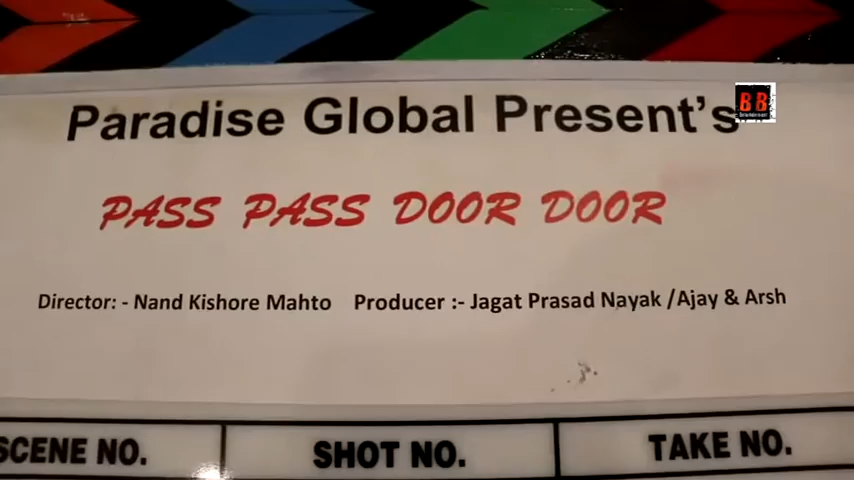 Paradise Global Present's
BB
PASS PASS DOOR DOOR
Director: - Nand Kishore Mahto Producer :- Jagat Prasad Nayak /Ajay & Arsh
SCENE NO. SHOT NO. TAKE NO.